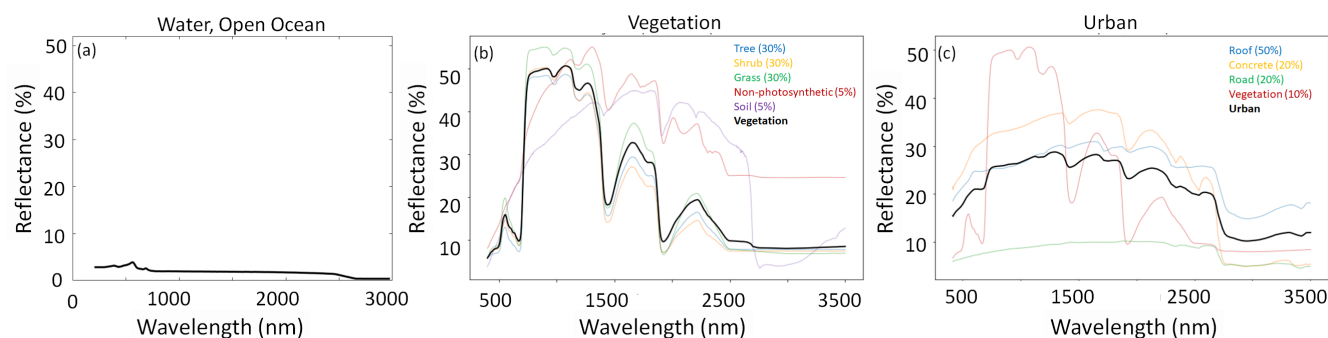 Water, Open Ocean
(a)
Reflectance (%)
50
40
30
20
10
0
0
1000
2000
3000
Wavelength (nm)
Vegetation
(b)
Tree (30%)
Shrub (30%)
Grass (30%)
Non-photosynthetic (5%)
Soil (5%)
Vegetation
Reflectance (%)
50
40
30
20
10
500
1500
2500
3500
Wavelength (nm)
Urban
(c)
Roof (50%)
Concrete (20%)
Road (20%)
Vegetation (10%)
Urban
Reflectance (%)
50
40
30
20
10
500
1500
2500
3500
Wavelength (nm)